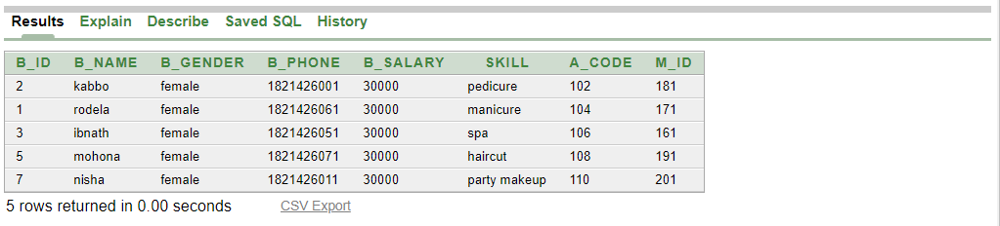 Results Explain Describe Saved SQL History
B_ID B_NAME B_GENDER B_PHONE B_SALARY SKILL A_CODE M_ID
2 kabbo female 1821426001 30000 pedicure 102 181
1 rodela female 1821426061 30000 manicure 104 171
3 ibnath female 1821426051 30000 spa 106 161
5 mohona female 1821426071 30000 haircut 108 191
7 nisha female 1821426011 30000 party makeup 110 201
5 rows returned in 0.00 seconds CSV Export